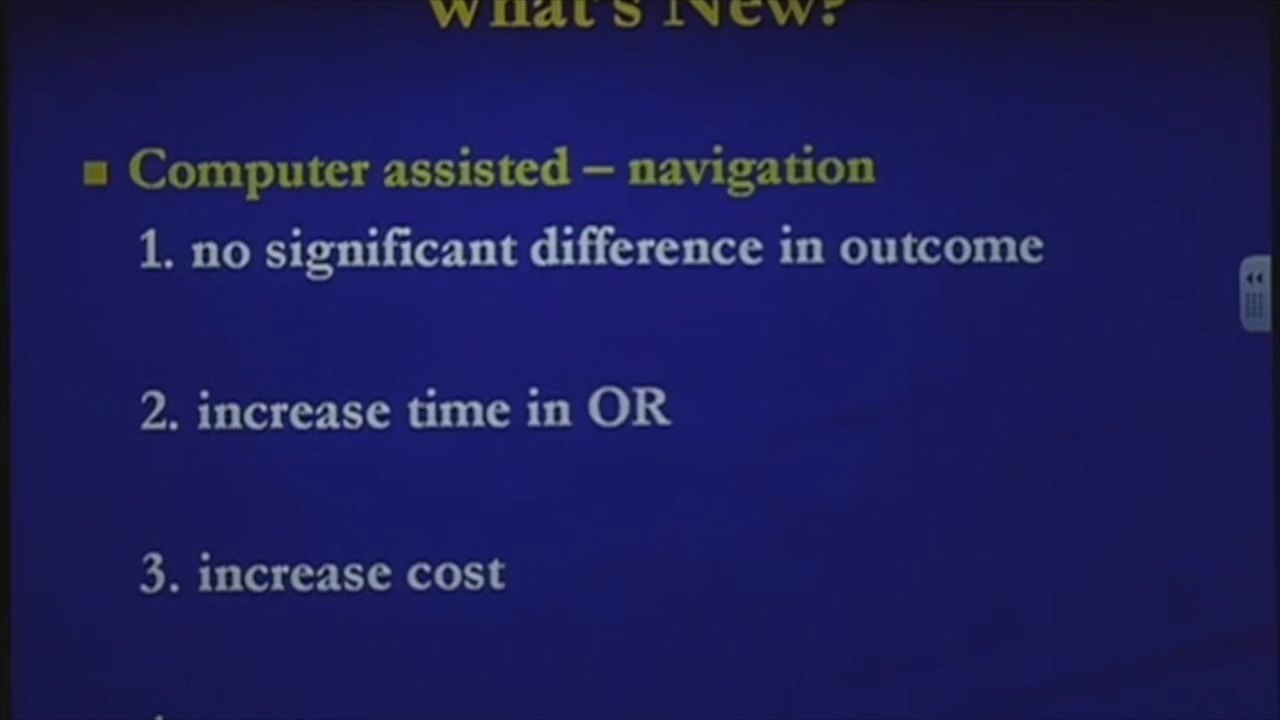 What's New?
Computer assisted – navigation
1. no significant difference in outcome
2. increase time in OR
3. increase cost